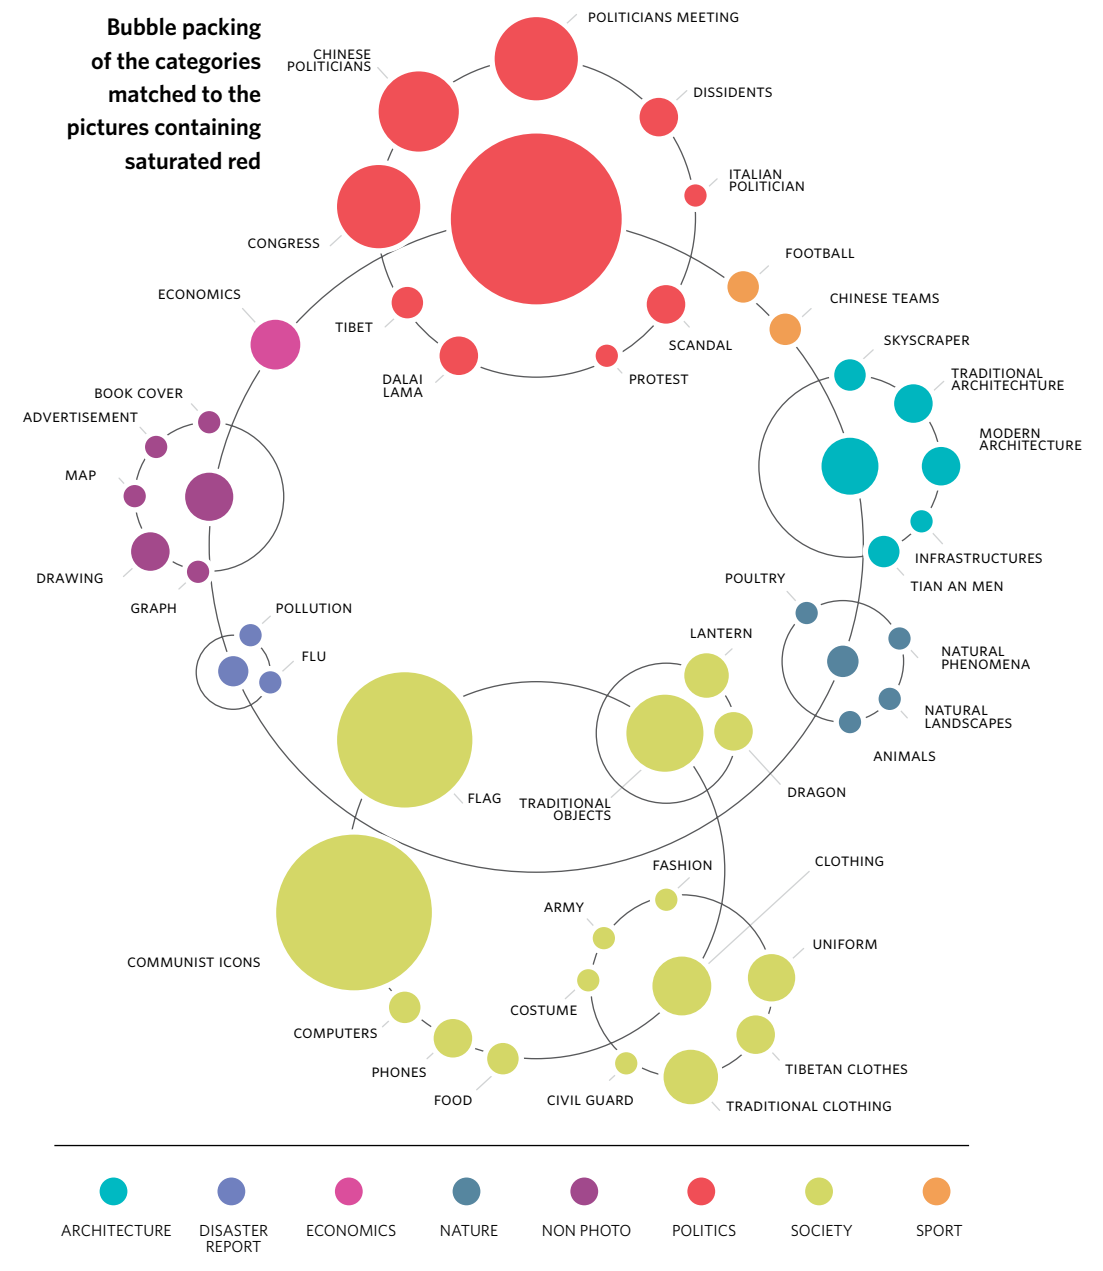 Bubble packing
of the categories
matched to the
pictures containing
saturated red
POLITICIANS MEETING
CHINESE
POLITICIANS
DISSIDENTS
ITALIAN
POLITICIAN
CONGRESS
FOOTBALL
ECONOMICS
CHINESE TEAMS
TIBET
SCANDAL
SKYSCRAPER
DALAI
LAMA
PROTEST
TRADITIONAL
ARCHITECHTURE
BOOK COVER
ADVERTISEMENT
MODERN
ARCHITECTURE
MAP
INFRASTRUCTURES
DRAWING
TIAN AN MEN
GRAPH
POULTRY
POLLUTION
LANTERN
FLU
NATURAL
PHENOMENA
NATURAL
LANDSCAPES
ANIMALS
FLAG
TRADITIONAL
OBJECTS
DRAGON
FASHION
CLOTHING
ARMY
UNIFORM
COMMUNIST ICONS
COSTUME
COMPUTERS
PHONES
TIBETAN CLOTHES
FOOD
CIVIL GUARD
TRADITIONAL CLOTHING
ARCHITECTURE
DISASTER
REPORT
ECONOMICS
NATURE
NON PHOTO
POLITICS
SOCIETY
SPORT